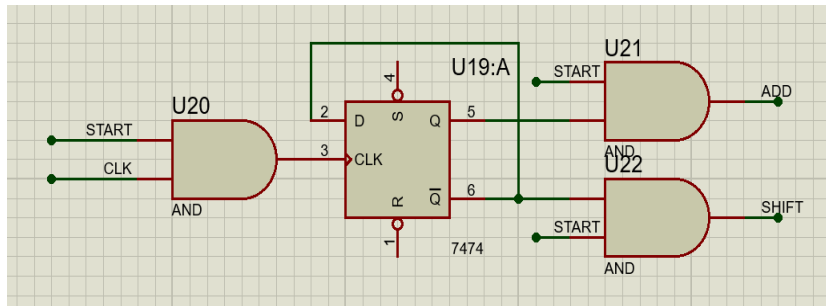 U20
START
CLK
AND
U19:A
4
S
2
D
Q
5
3
CLK
Q
6
R
1
7474
U21
START
ADD
AND
U22
SHIFT
START
AND